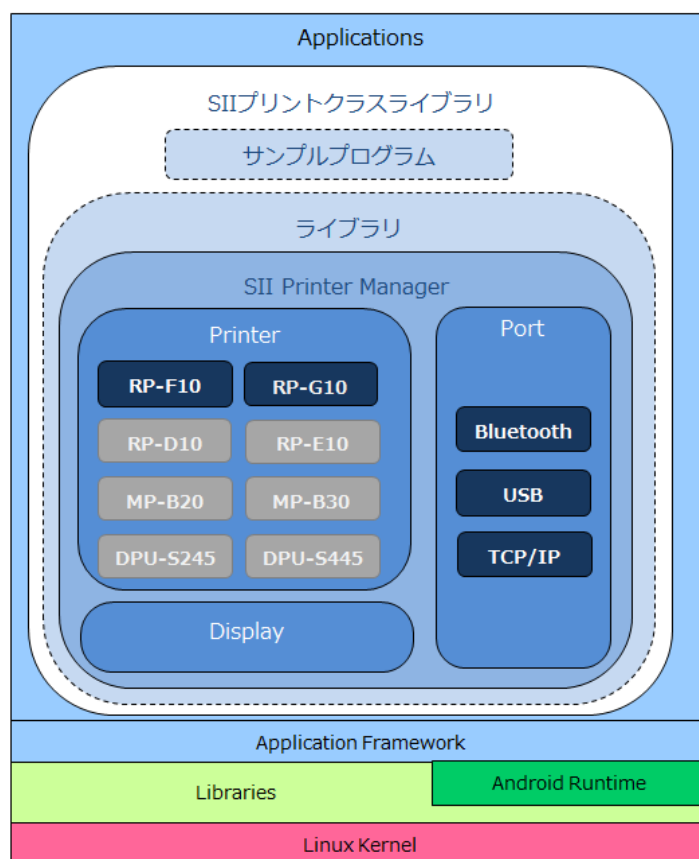 Applications
SIIプリントクラスライブラリ
サンプルプログラム
ライブラリ
SII Printer Manager
Printer
RP-F10
RP-G10
RP-D10
RP-E10
MP-B20
MP-B30
DPU-S245
DPU-S445
Display
Port
Bluetooth
USB
TCP/IP
Application Framework
Libraries
Android Runtime
Linux Kernel